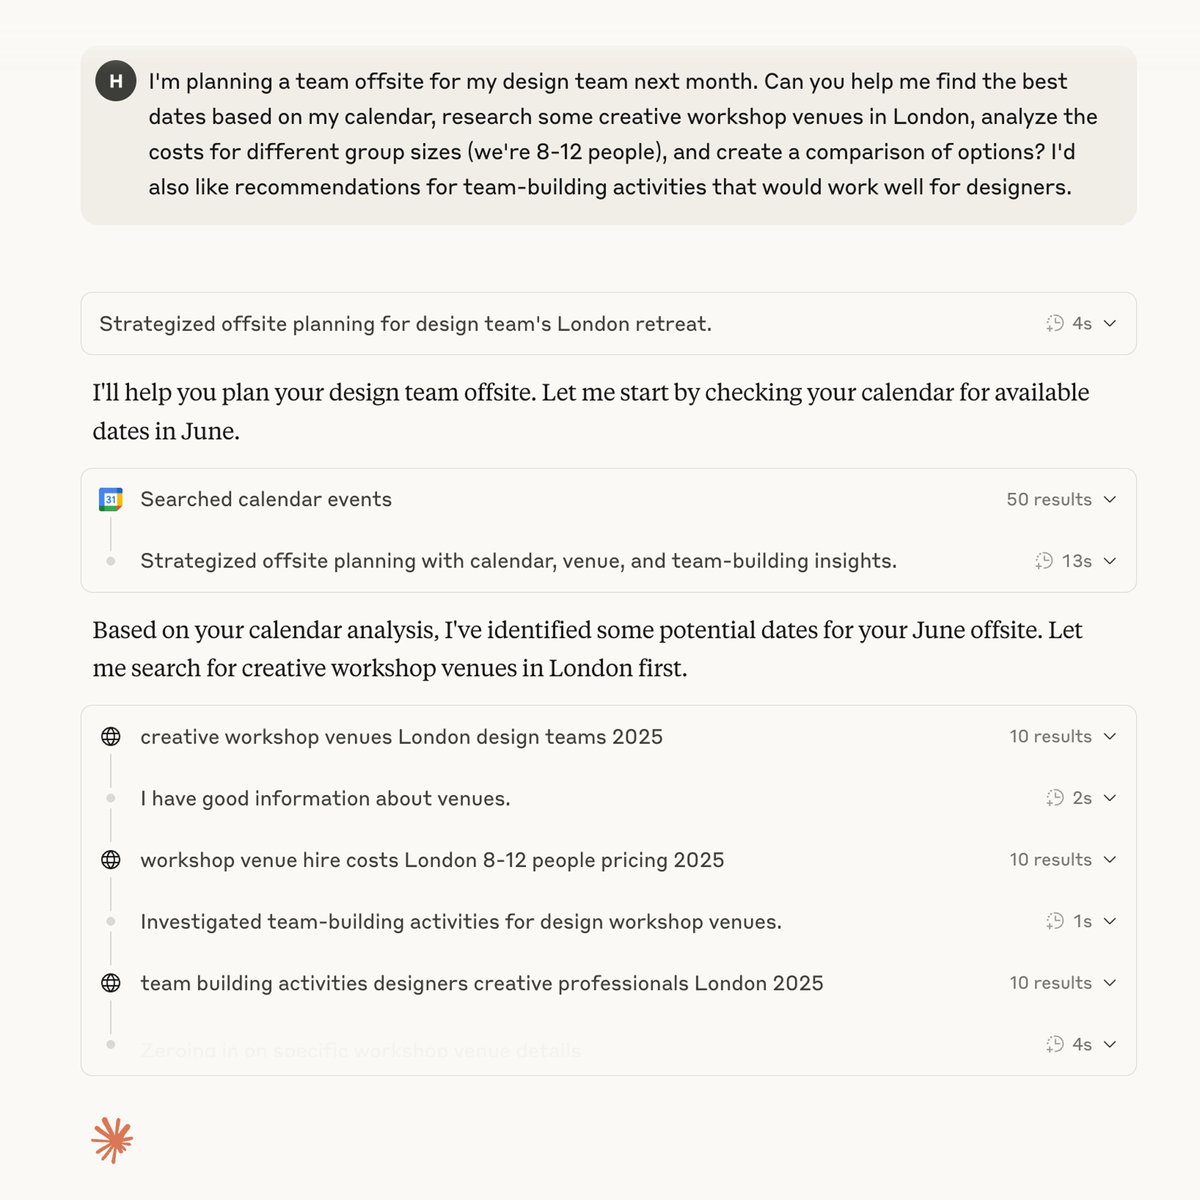 H
I'm planning a team offsite for my design team next month. Can you help me find the best
dates based on my calendar, research some creative workshop venues in London, analyze the
costs for different group sizes (we're 8-12 people), and create a comparison of options? I'd
also like recommendations for team-building activities that would work well for designers.
Strategized offsite planning for design team's London retreat.
4s
I'll help you plan your design team offsite. Let me start by checking your calendar for available
dates in June.
31
Searched calendar events
50 results
Strategized offsite planning with calendar, venue, and team-building insights.
13s
Based on your calendar analysis, I've identified some potential dates for your June offsite. Let
me search for creative workshop venues in London first.
creative workshop venues London design teams 2025
10 results
I have good information about venues.
2s
workshop venue hire costs London 8-12 people pricing 2025
10 results
Investigated team-building activities for design workshop venues.
1s
team building activities designers creative professionals London 2025
10 results
Zeroing in on specific workshop venue details
4s